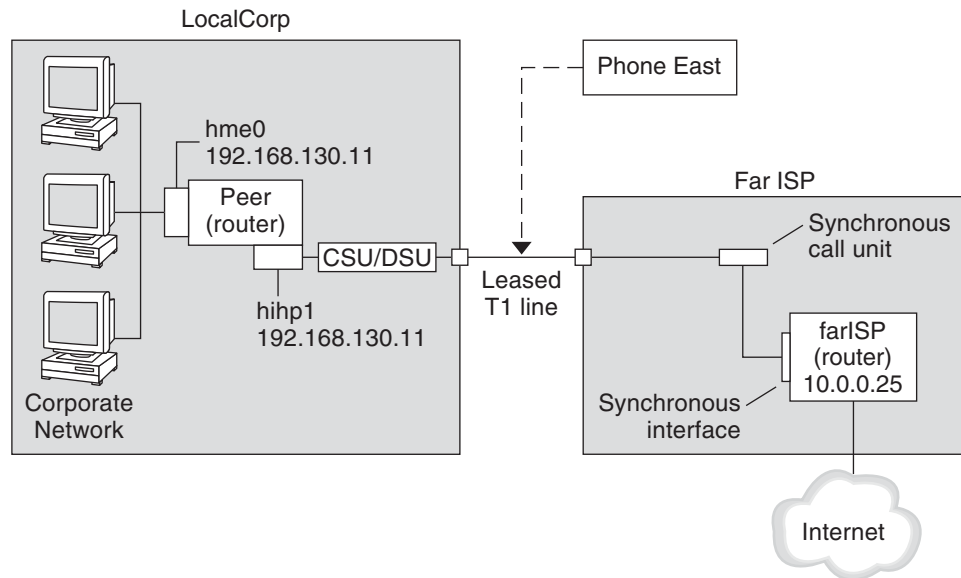 LocalCorp
Phone East
hme0
192.168.130.11
Peer
(router)
CSU/DSU
hihp1
192.168.130.11
Corporate
Network
Leased
T1 line
Far ISP
Synchronous
call unit
farISP
(router)
10.0.0.25
Synchronous
interface
Internet